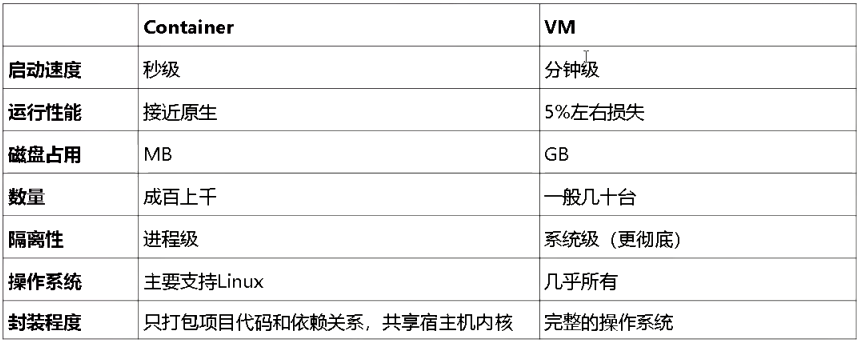 Container VM
启动速度 秒级 分钟级
运行性能 接近原生 5%左右损失
磁盘占用 MB GB
数量 成百上千 一般几十台
隔离性 进程级 系统级（更彻底）
操作系统 主要支持Linux 几乎所有
封装程度 只打包项目代码和依赖关系，共享宿主机内核 完整的操作系统